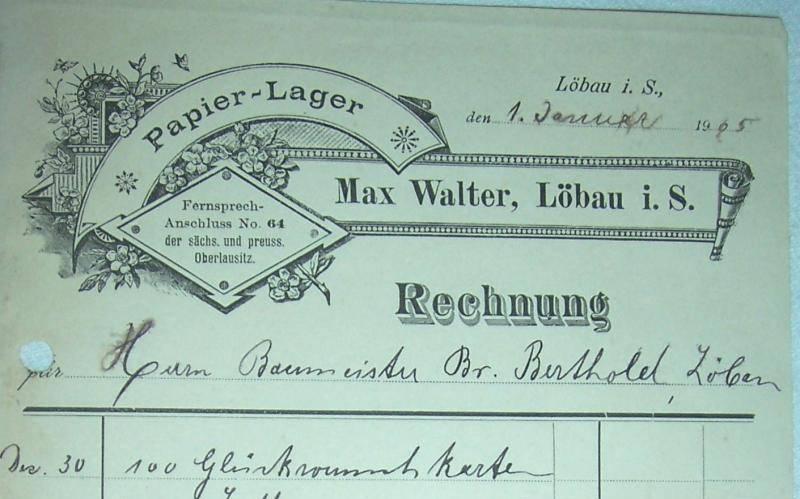 Papier-Lager
Löbau i. S.,
den 1. Januar 1905
Max Walter, Löbau i. S.
Fernsprech-
Anschluss No. 64
der sächs. und preuss.
Oberlausitz.
Rechnung
für Herrn Baumeister Br. Berthold, Löbau
Dez. 30 100 Glückwunschkarten